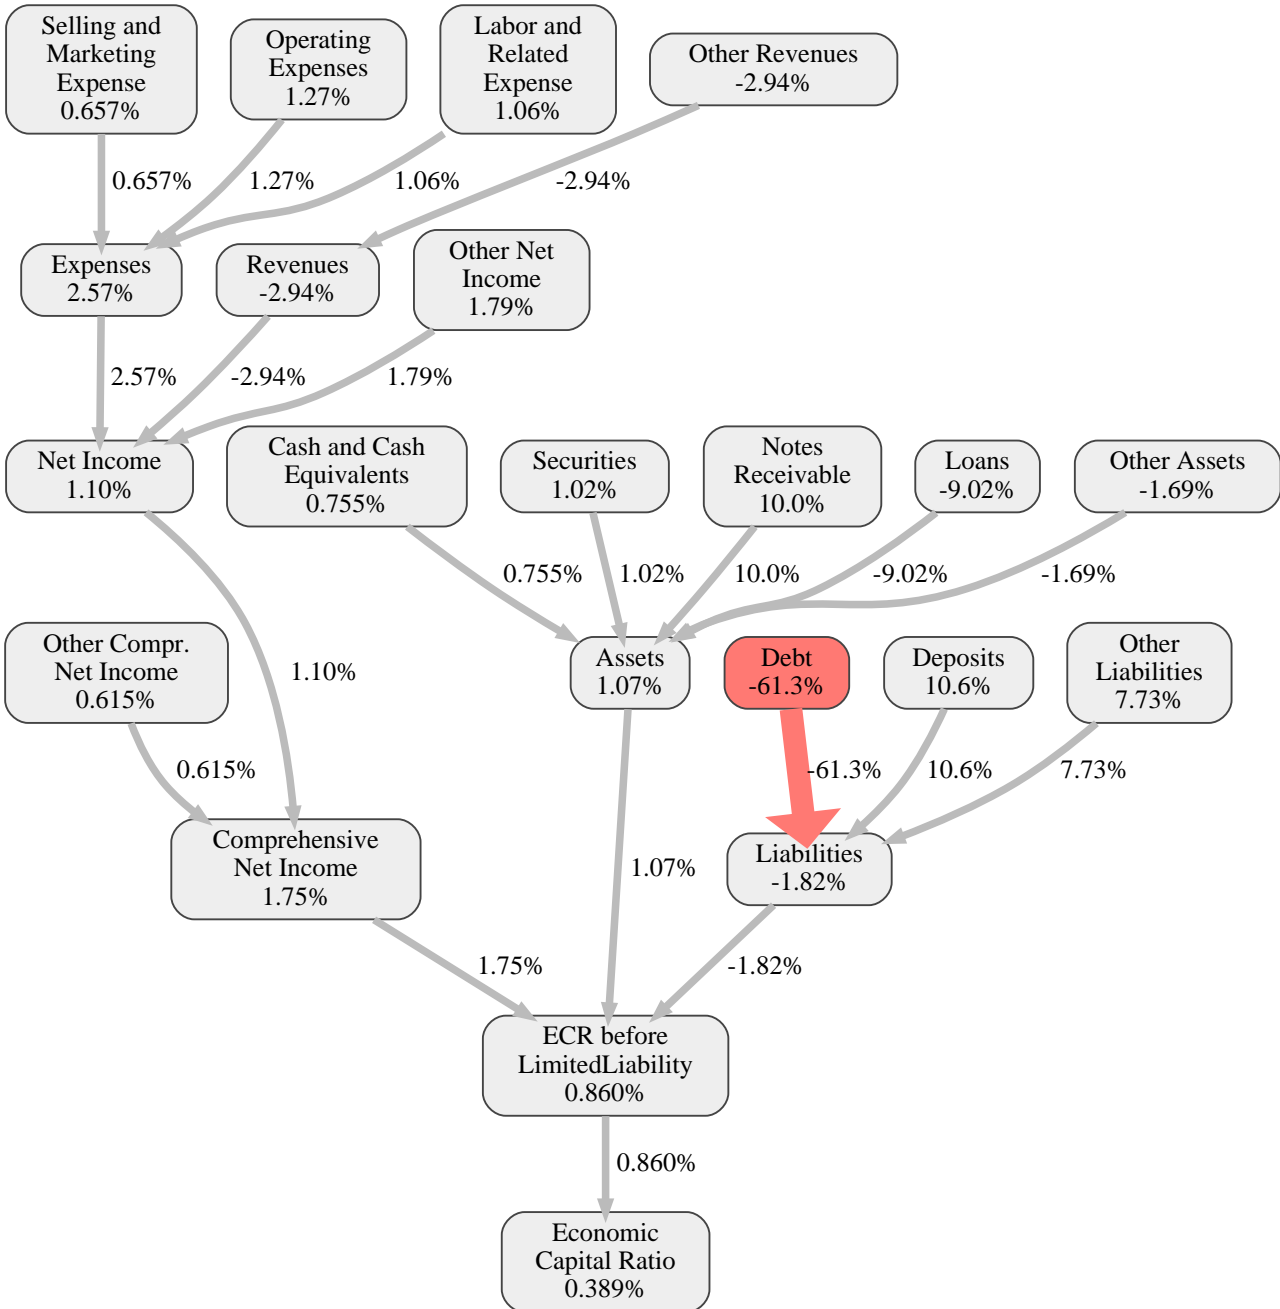 Selling and
Marketing
Expense
0.657%
Operating
Expenses
1.27%
Labor and
Related
Expense
1.06%
Other Revenues
-2.94%
0.657%
1.27%
1.06%
-2.94%
Expenses
2.57%
Revenues
-2.94%
Other Net
Income
1.79%
2.57%
-2.94%
1.79%
Net Income
1.10%
Cash and Cash
Equivalents
0.755%
Securities
1.02%
Notes
Receivable
10.0%
Loans
-9.02%
Other Assets
-1.69%
0.755%
1.02%
10.0%
-9.02%
-1.69%
Other Compr.
Net Income
0.615%
1.10%
Assets
1.07%
Debt
-61.3%
Deposits
10.6%
Other
Liabilities
7.73%
0.615%
-61.3%
10.6%
7.73%
Comprehensive
Net Income
1.75%
1.07%
Liabilities
-1.82%
1.75%
-1.82%
ECR before
LimitedLiability
0.860%
0.860%
Economic
Capital Ratio
0.389%